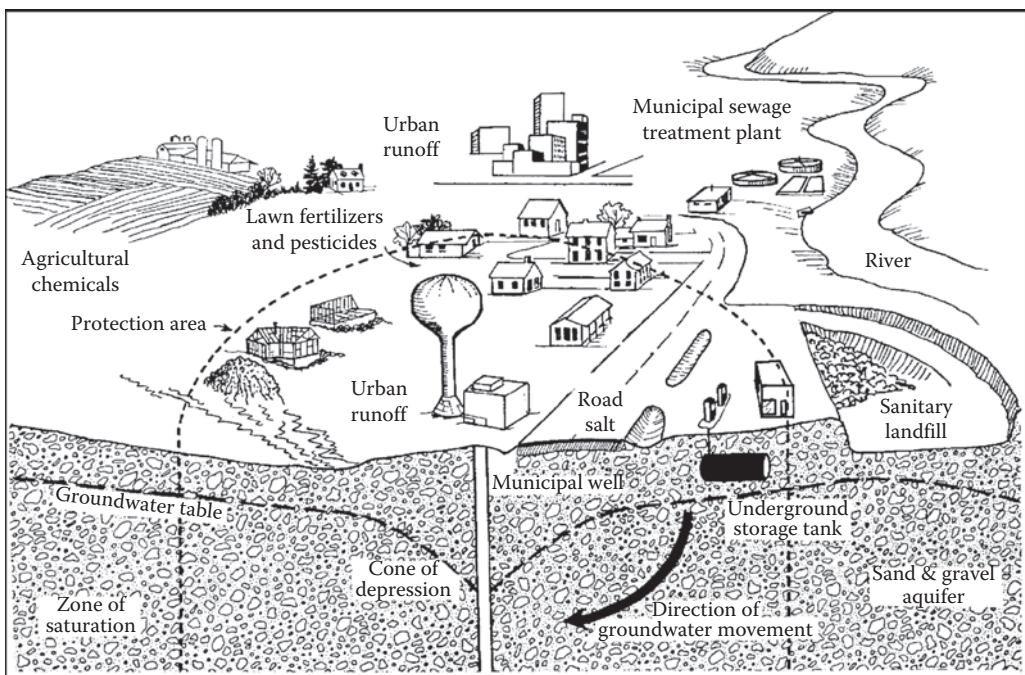 Urban
runoff
Municipal sewage
treatment plant
Lawn fertilizers
and pesticides
Agricultural
chemicals
River
Protection area
Urban
runoff
Road
salt
Sanitary
landfill
Municipal well
Groundwater table
Underground
storage tank
Cone of
depression
Sand & gravel
aquifer
Zone of
saturation
Direction of
groundwater movement